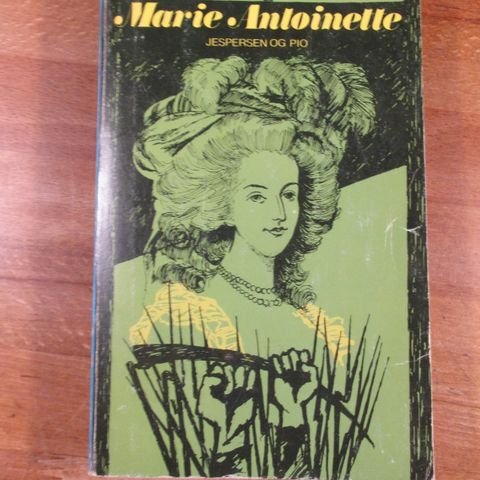 Marie Antoinette
JESPERSEN OG PIO